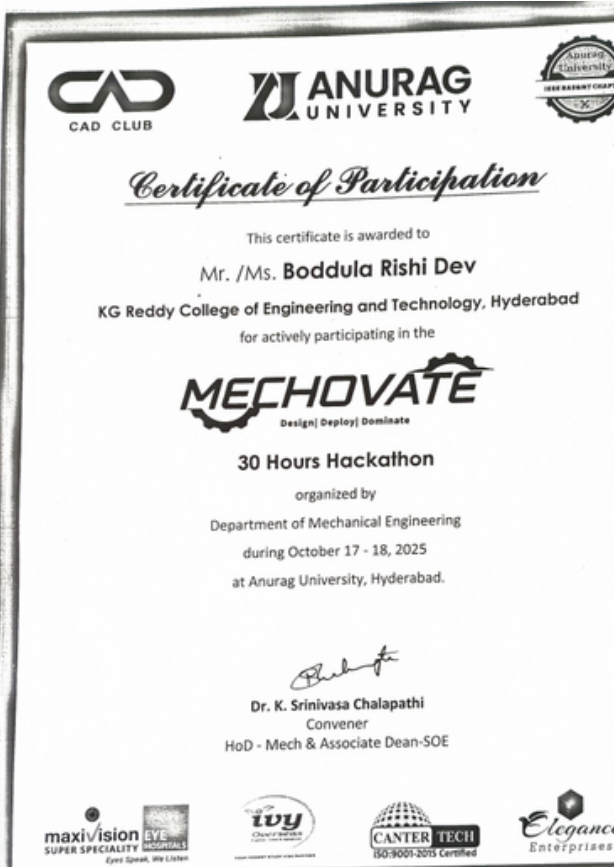 CAD CLUB
ANURAG
UNIVERSITY
Anurag
University
Certificate of Participation
This certificate is awarded to
Mr. /Ms. Boddula Rishi Dev
KG Reddy College of Engineering and Technology, Hyderabad
for actively participating in the
MECHOVATE
Design| Deploy| Dominate
30 Hours Hackathon
organized by
Department of Mechanical Engineering
during October 17 - 18, 2025
at Anurag University, Hyderabad.
Dr. K. Srinivasa Chalapathi
Convener
HoD - Mech & Associate Dean-SOE
maxivision EYE
SUPER SPECIALITY HOSPITALS
Eyes Speak, We Listen
ivy
Overseas
CANTER TECH
ISO:9001-2015 Certified
Elegance
Enterprises